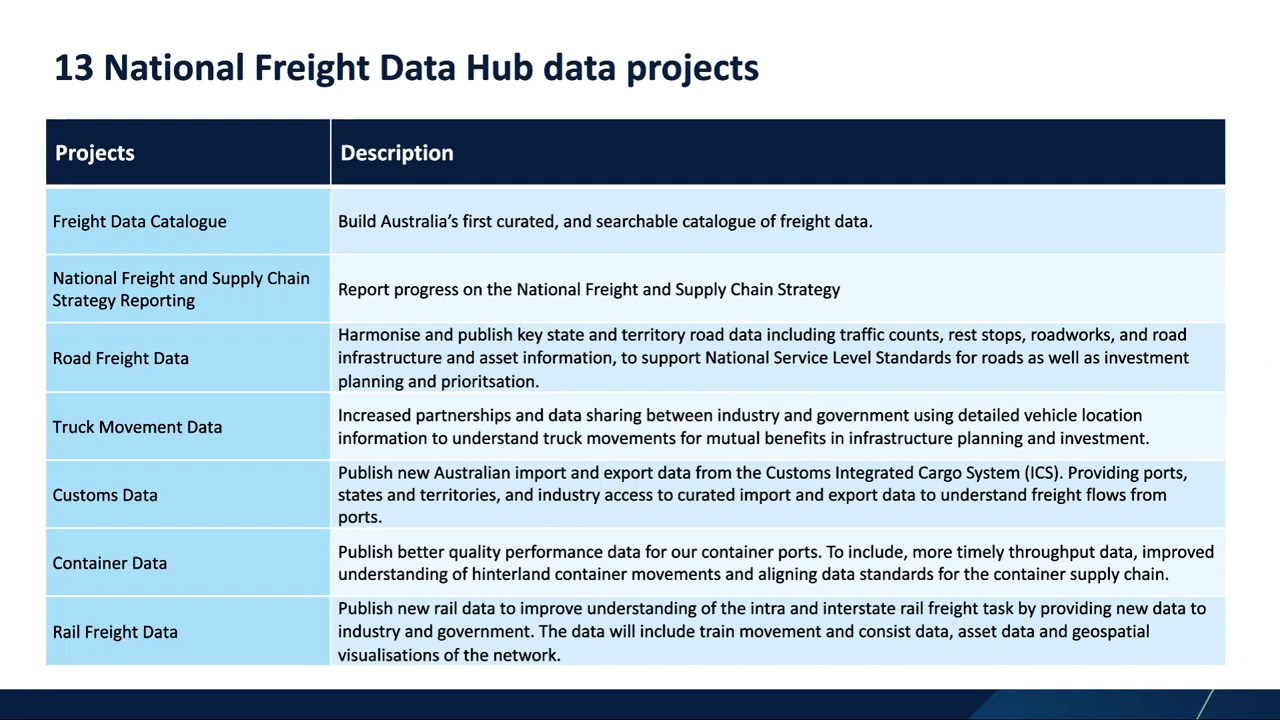 13 National Freight Data Hub data projects
Projects
Description
Freight Data Catalogue
Build Australia’s first curated, and searchable catalogue of freight data.
National Freight and Supply Chain
Strategy Reporting
Report progress on the National Freight and Supply Chain Strategy
Road Freight Data
Harmonise and publish key state and territory road data including traffic counts, rest stops, roadworks, and road
infrastructure and asset information, to support National Service Level Standards for roads as well as investment
planning and prioritsation.
Truck Movement Data
Increased partnerships and data sharing between industry and government using detailed vehicle location
information to understand truck movements for mutual benefits in infrastructure planning and investment.
Customs Data
Publish new Australian import and export data from the Customs Integrated Cargo System (ICS). Providing ports,
states and territories, and industry access to curated import and export data to understand freight flows from
ports.
Container Data
Publish better quality performance data for our container ports. To include, more timely throughput data, improved
understanding of hinterland container movements and aligning data standards for the container supply chain.
Rail Freight Data
Publish new rail data to improve understanding of the intra and interstate rail freight task by providing new data to
industry and government. The data will include train movement and consist data, asset data and geospatial
visualisations of the network.